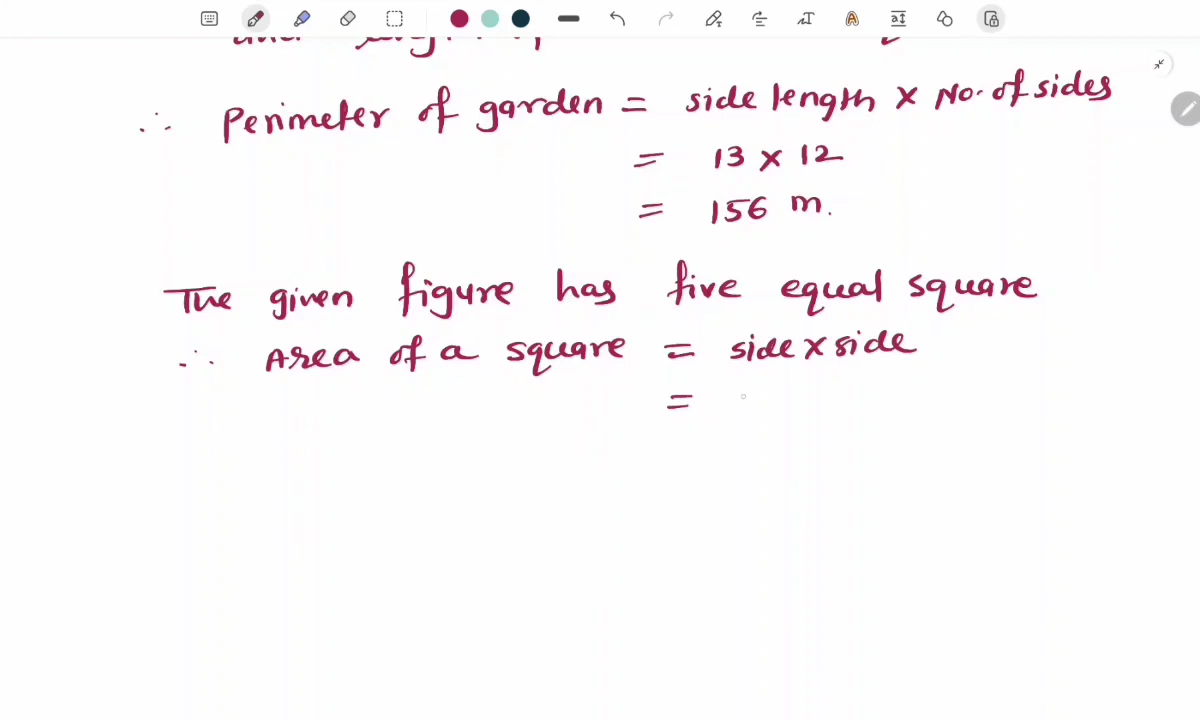 ∴ Perimeter of garden = side length × No. of sides
= 13 × 12
= 156 m.
The given figure has five equal square
∴ Area of a square = side × side
=